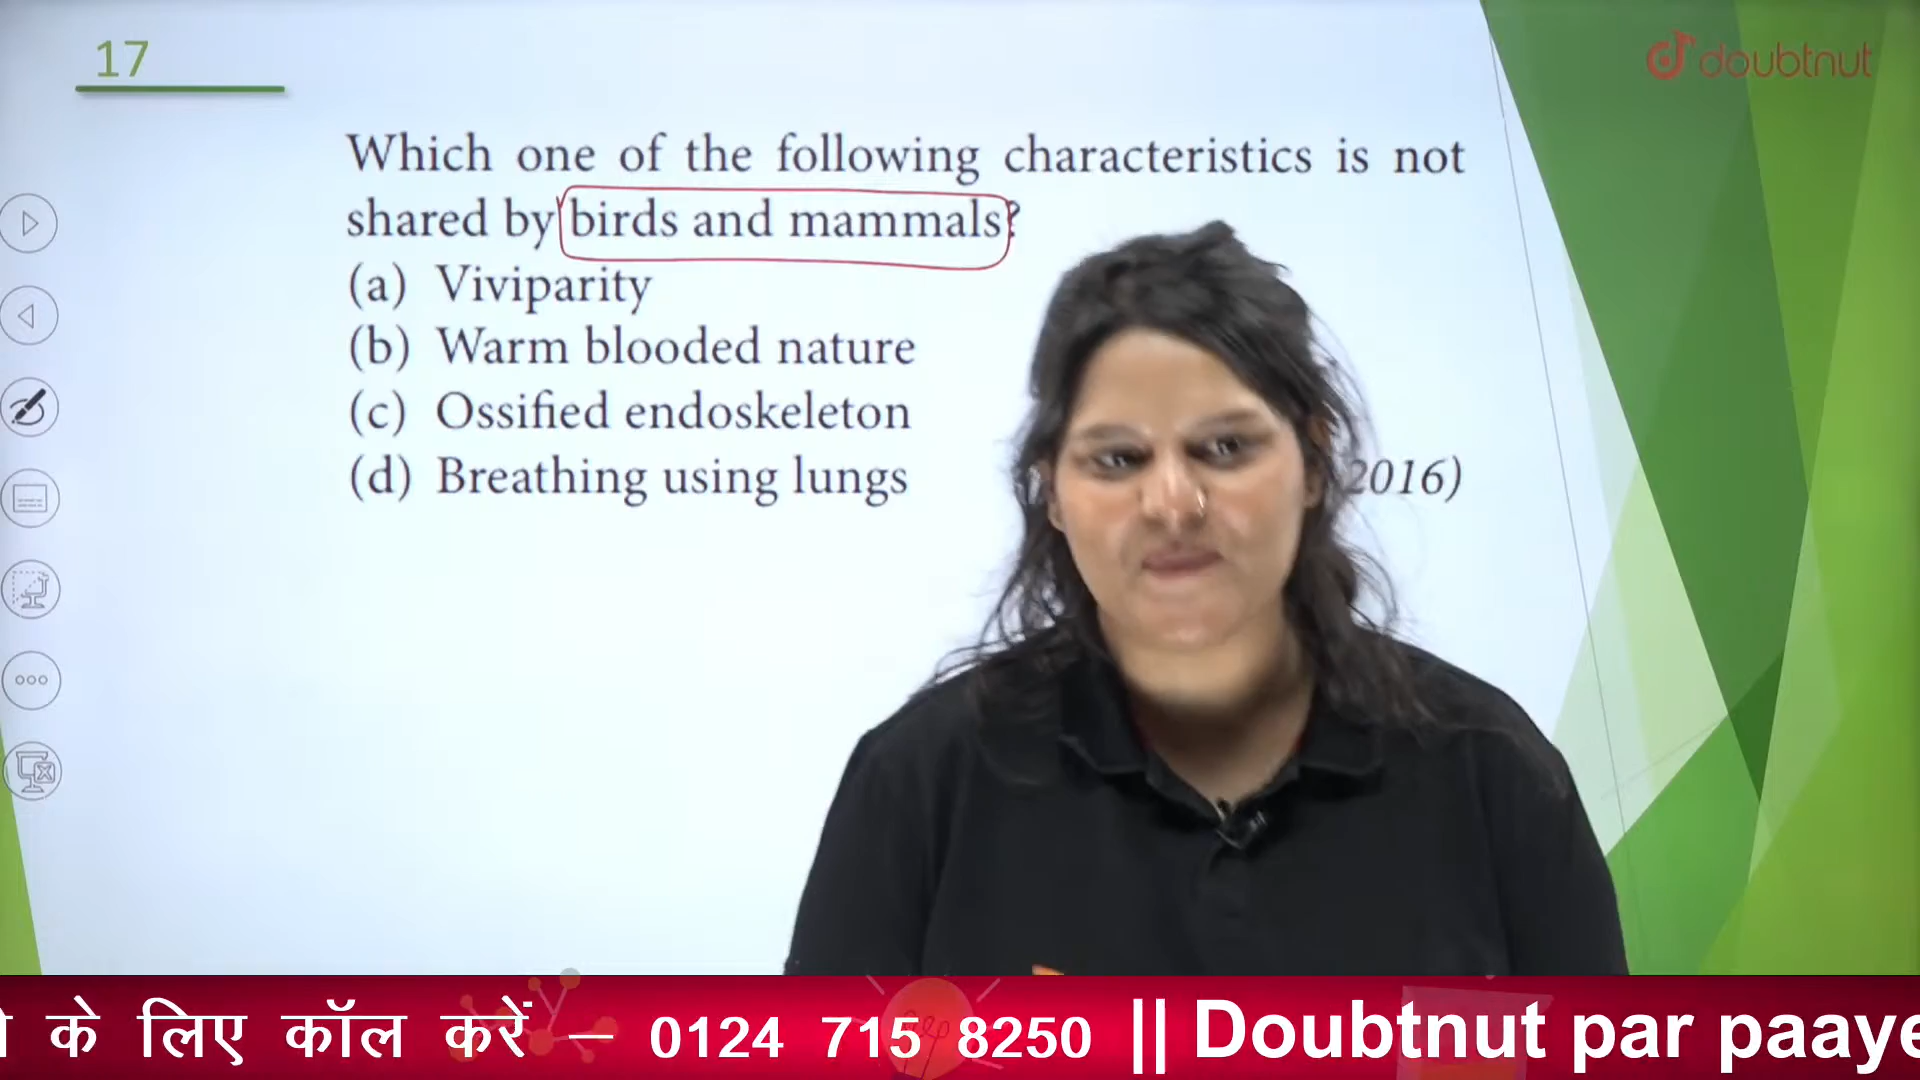 17
doubtnut
Which one of the following characteristics is not
shared by birds and mammals?
(a) Viviparity
(b) Warm blooded nature
(c) Ossified endoskeleton
(d) Breathing using lungs 2016)
के लिए कॉल करें – 0124 715 8250 || Doubtnut par paaye